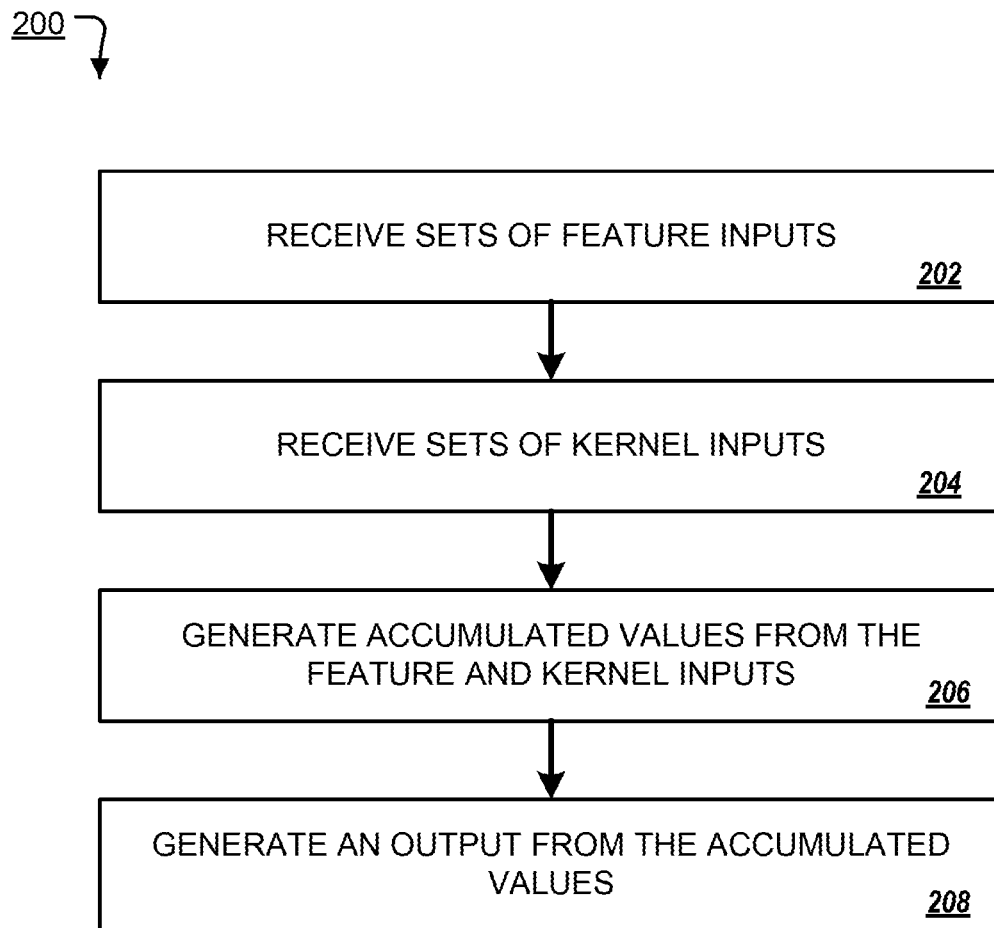 200
RECEIVE SETS OF FEATURE INPUTS
202
RECEIVE SETS OF KERNEL INPUTS
204
GENERATE ACCUMULATED VALUES FROM THE
FEATURE AND KERNEL INPUTS
206
GENERATE AN OUTPUT FROM THE ACCUMULATED
VALUES
208